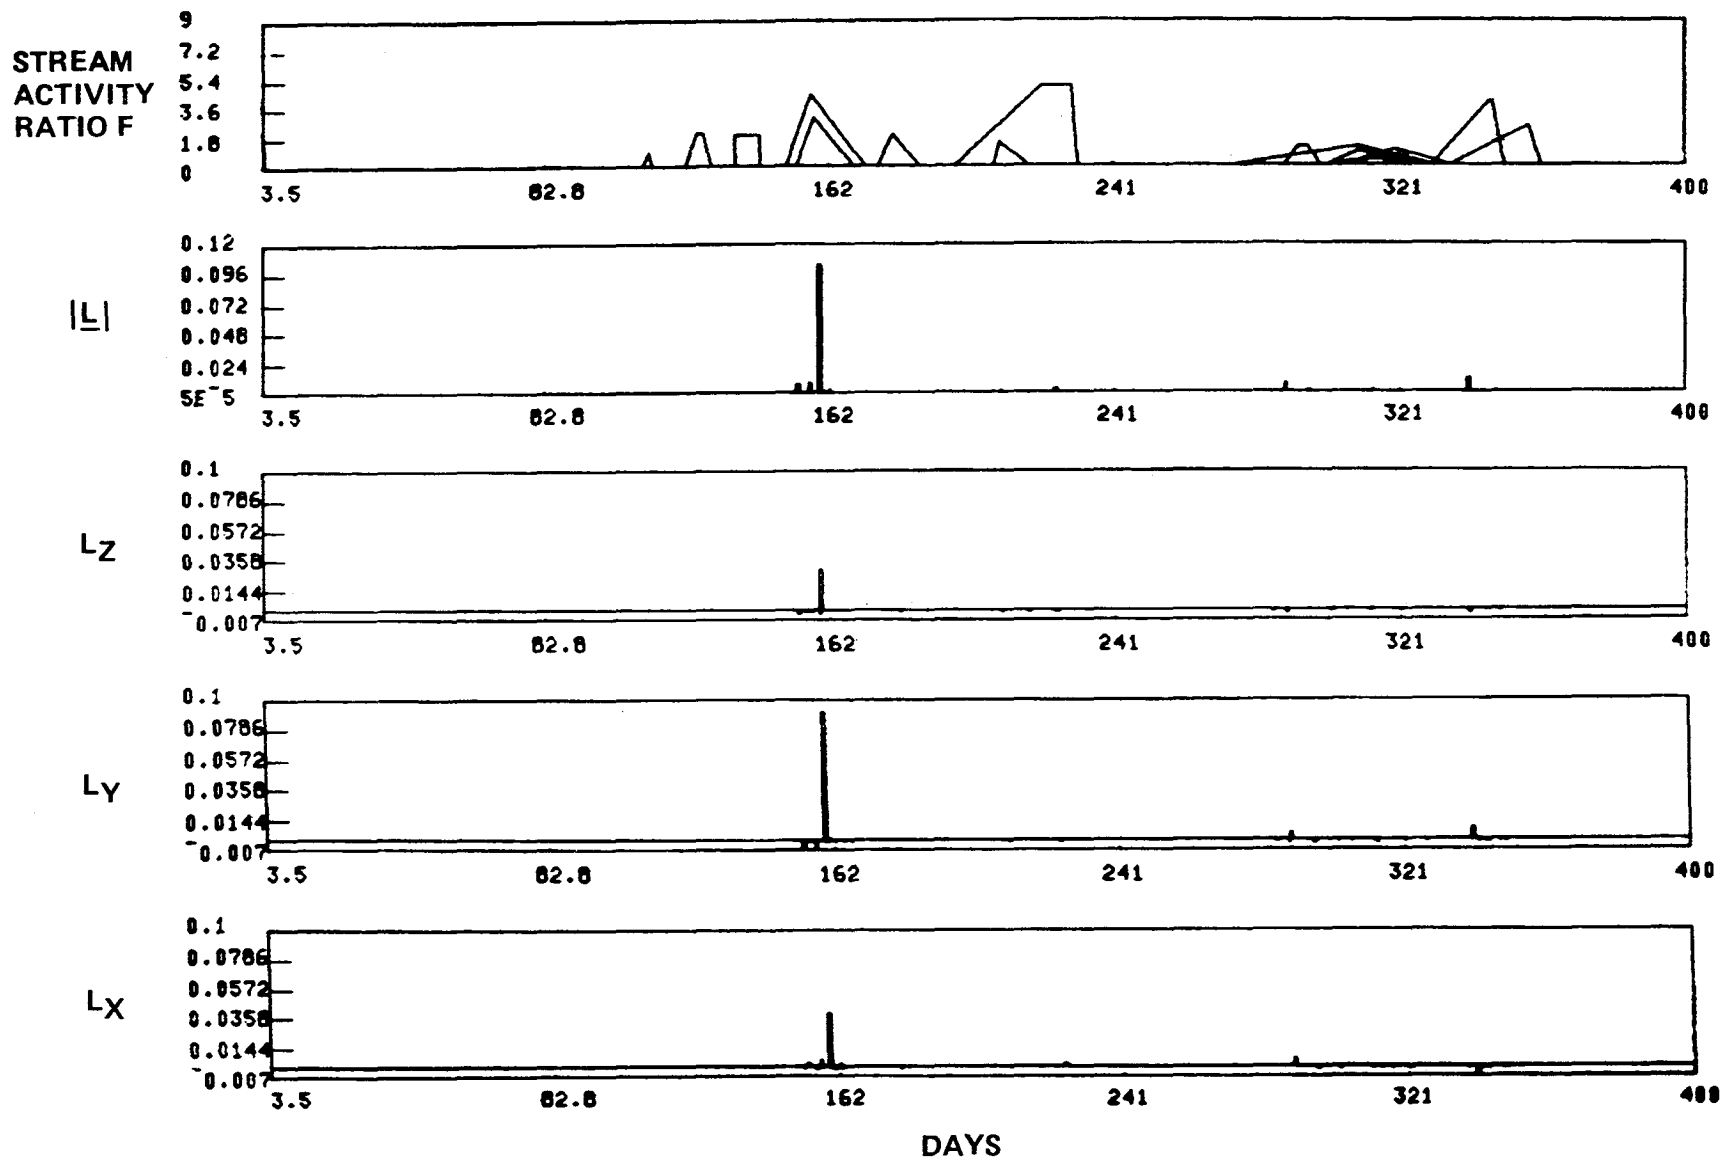 STREAM
ACTIVITY
RATIO F
9
7.2
5.4
3.6
1.8
0
3.5 82.8 162 241 321 400
|L|
0.12
0.096
0.072
0.048
0.024
5E⁻5
3.5 82.8 162 241 321 400
LZ
0.1
0.0786
0.0572
0.0358
0.0144
⁻0.007
3.5 82.8 162 241 321 400
LY
0.1
0.0786
0.0572
0.0358
0.0144
⁻0.007
3.5 82.8 162 241 321 400
LX
0.1
0.0786
0.0572
0.0358
0.0144
⁻0.007
3.5 82.8 162 241 321 400
DAYS